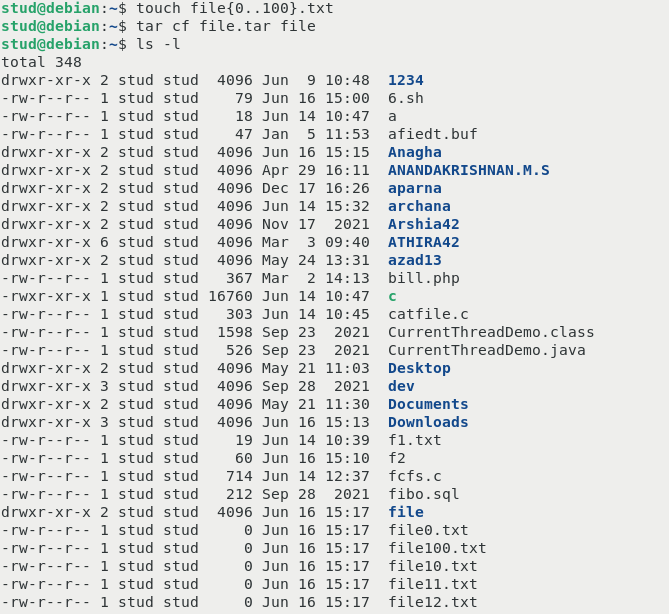 stud@debian:~$ touch file{0..100}.txt
stud@debian:~$ tar cf file.tar file
stud@debian:~$ ls -l
total 348
drwxr-xr-x 2 stud stud  4096 Jun  9 10:48  1234
-rw-r--r-- 1 stud stud    79 Jun 16 15:00  6.sh
-rw-r--r-- 1 stud stud    18 Jun 14 10:47  a
-rw-r--r-- 1 stud stud    47 Jan  5 11:53  afiedt.buf
drwxr-xr-x 2 stud stud  4096 Jun 16 15:15  Anagha
drwxr-xr-x 2 stud stud  4096 Apr 29 16:11  ANANDAKRISHNAN.M.S
drwxr-xr-x 2 stud stud  4096 Dec 17 16:26  aparna
drwxr-xr-x 2 stud stud  4096 Jun 14 15:32  archana
drwxr-xr-x 2 stud stud  4096 Nov 17  2021  Arshia42
drwxr-xr-x 6 stud stud  4096 Mar  3 09:40  ATHIRA42
drwxr-xr-x 2 stud stud  4096 May 24 13:31  azad13
-rw-r--r-- 1 stud stud   367 Mar  2 14:13  bill.php
-rwxr-xr-x 1 stud stud 16760 Jun 14 10:47  c
-rw-r--r-- 1 stud stud   303 Jun 14 10:45  catfile.c
-rw-r--r-- 1 stud stud  1598 Sep 23  2021  CurrentThreadDemo.class
-rw-r--r-- 1 stud stud   526 Sep 23  2021  CurrentThreadDemo.java
drwxr-xr-x 2 stud stud  4096 May 21 11:03  Desktop
drwxr-xr-x 3 stud stud  4096 Sep 28  2021  dev
drwxr-xr-x 2 stud stud  4096 May 21 11:30  Documents
drwxr-xr-x 3 stud stud  4096 Jun 16 15:13  Downloads
-rw-r--r-- 1 stud stud    19 Jun 14 10:39  f1.txt
-rw-r--r-- 1 stud stud    60 Jun 16 15:10  f2
-rw-r--r-- 1 stud stud   714 Jun 14 12:37  fcfs.c
-rw-r--r-- 1 stud stud   212 Sep 28  2021  fibo.sql
drwxr-xr-x 2 stud stud  4096 Jun 16 15:17  file
-rw-r--r-- 1 stud stud     0 Jun 16 15:17  file0.txt
-rw-r--r-- 1 stud stud     0 Jun 16 15:17  file100.txt
-rw-r--r-- 1 stud stud     0 Jun 16 15:17  file10.txt
-rw-r--r-- 1 stud stud     0 Jun 16 15:17  file11.txt
-rw-r--r-- 1 stud stud     0 Jun 16 15:17  file12.txt